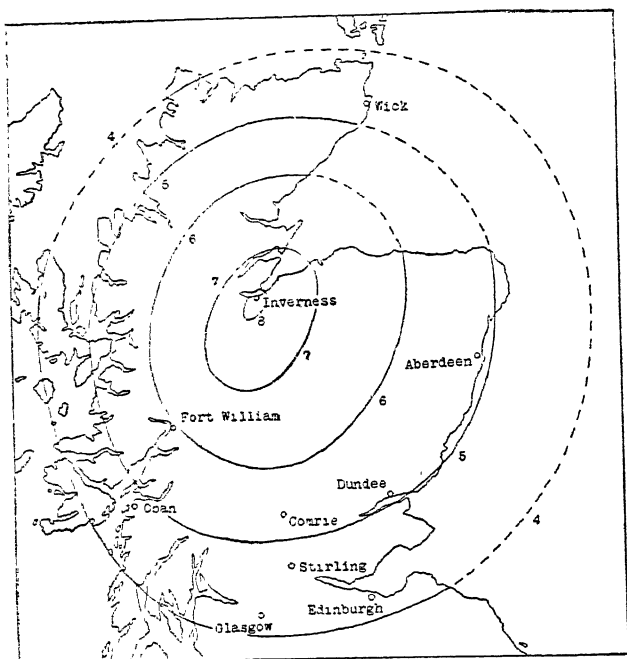 Wick
4
5
6
7
Inverness
8
7
Aberdeen
6
Fort William
5
Dundee
Oban
Comrie
4
Stirling
Edinburgh
Glasgow